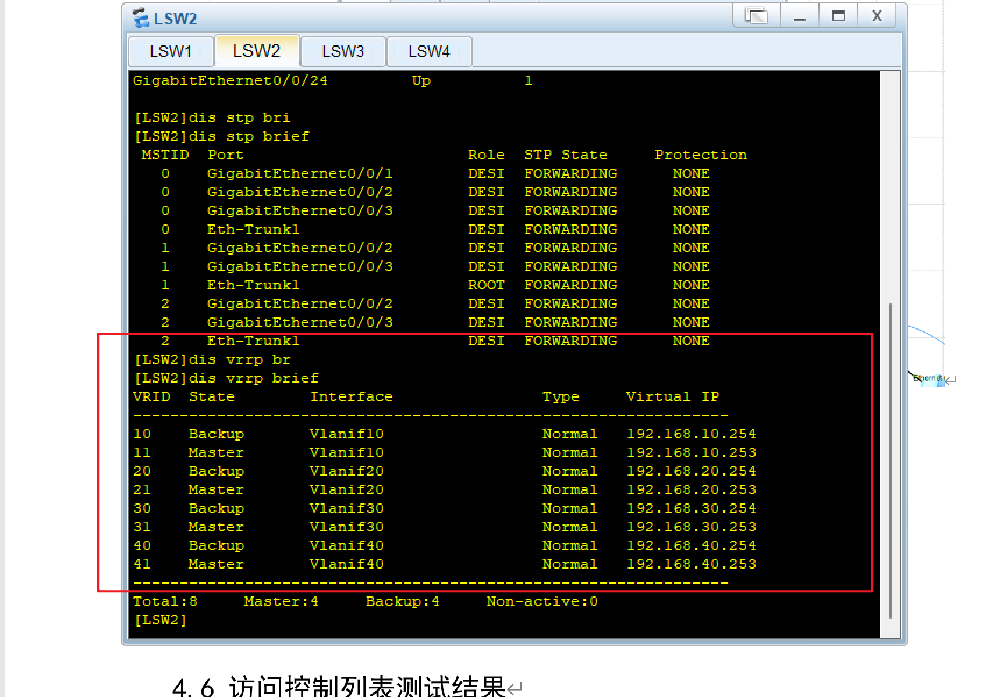 LSW2
LSW1 LSW2 LSW3 LSW4
GigabitEthernet0/0/24 Up 1
[LSW2]dis stp bri
[LSW2]dis stp brief
MSTID Port Role STP State Protection
0 GigabitEthernet0/0/1 DESI FORWARDING NONE
0 GigabitEthernet0/0/2 DESI FORWARDING NONE
0 GigabitEthernet0/0/3 DESI FORWARDING NONE
0 Eth-Trunk1 DESI FORWARDING NONE
1 GigabitEthernet0/0/2 DESI FORWARDING NONE
1 GigabitEthernet0/0/3 DESI FORWARDING NONE
1 Eth-Trunk1 ROOT FORWARDING NONE
2 GigabitEthernet0/0/2 DESI FORWARDING NONE
2 GigabitEthernet0/0/3 DESI FORWARDING NONE
2 Eth-Trunk1 DESI FORWARDING NONE
[LSW2]dis vrrp br
[LSW2]dis vrrp brief
VRID State Interface Type Virtual IP
----------------------------------------------------------------
10 Backup Vlanif10 Normal 192.168.10.254
11 Master Vlanif10 Normal 192.168.10.253
20 Backup Vlanif20 Normal 192.168.20.254
21 Master Vlanif20 Normal 192.168.20.253
30 Backup Vlanif30 Normal 192.168.30.254
31 Master Vlanif30 Normal 192.168.30.253
40 Backup Vlanif40 Normal 192.168.40.254
41 Master Vlanif40 Normal 192.168.40.253
----------------------------------------------------------------
Total:8 Master:4 Backup:4 Non-active:0
[LSW2]
Ethernet
4.6 访问控制列表测试结果